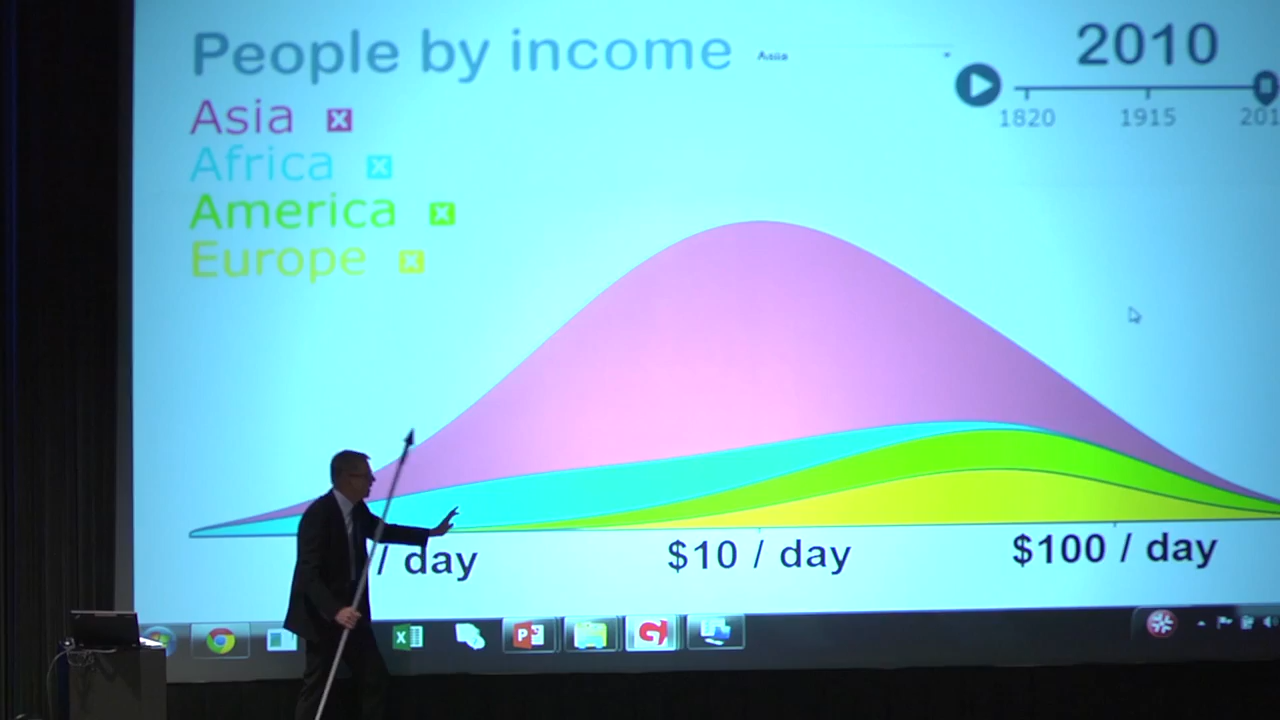 People by income
Asia
2010
Asia
Africa
America
Europe
1820 1915 201
/ day $10 / day $100 / day